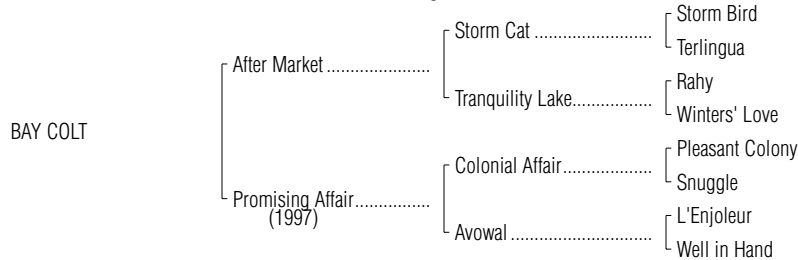 Storm Bird
Storm Cat ..........................
Terlingua
After Market ......................
Rahy
Tranquility Lake..................
Winters' Love
BAY COLT
Pleasant Colony
Colonial Affair....................
Snuggle
Promising Affair................
(1997)
L'Enjoleur
Avowal ...............................
Well in Hand